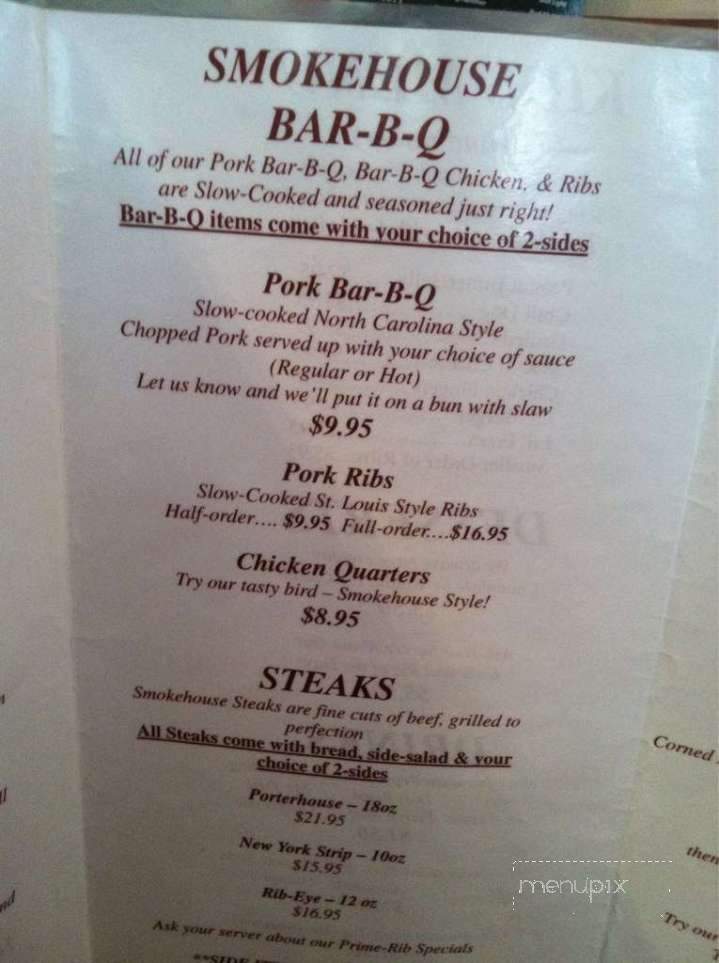 SMOKEHOUSE
BAR-B-Q
All of our Pork Bar-B-Q, Bar-B-Q Chicken, & Ribs
are Slow-Cooked and seasoned just right!
Bar-B-Q items come with your choice of 2-sides
Pork Bar-B-Q
Slow-cooked North Carolina Style
Chopped Pork served up with your choice of sauce
(Regular or Hot)
Let us know and we'll put it on a bun with slaw
$9.95
Pork Ribs
Slow-Cooked St. Louis Style Ribs
Half-order.... $9.95 Full-order....$16.95
Chicken Quarters
Try our tasty bird – Smokehouse Style!
$8.95
STEAKS
Smokehouse Steaks are fine cuts of beef, grilled to
perfection
All Steaks come with bread, side-salad & your
choice of 2-sides
Porterhouse – 18oz
$21.95
New York Strip – 10oz
$15.95
Rib-Eye – 12 oz
$16.95
Ask your server about our Prime-Rib Specials
Corned
then
Try our
menupix